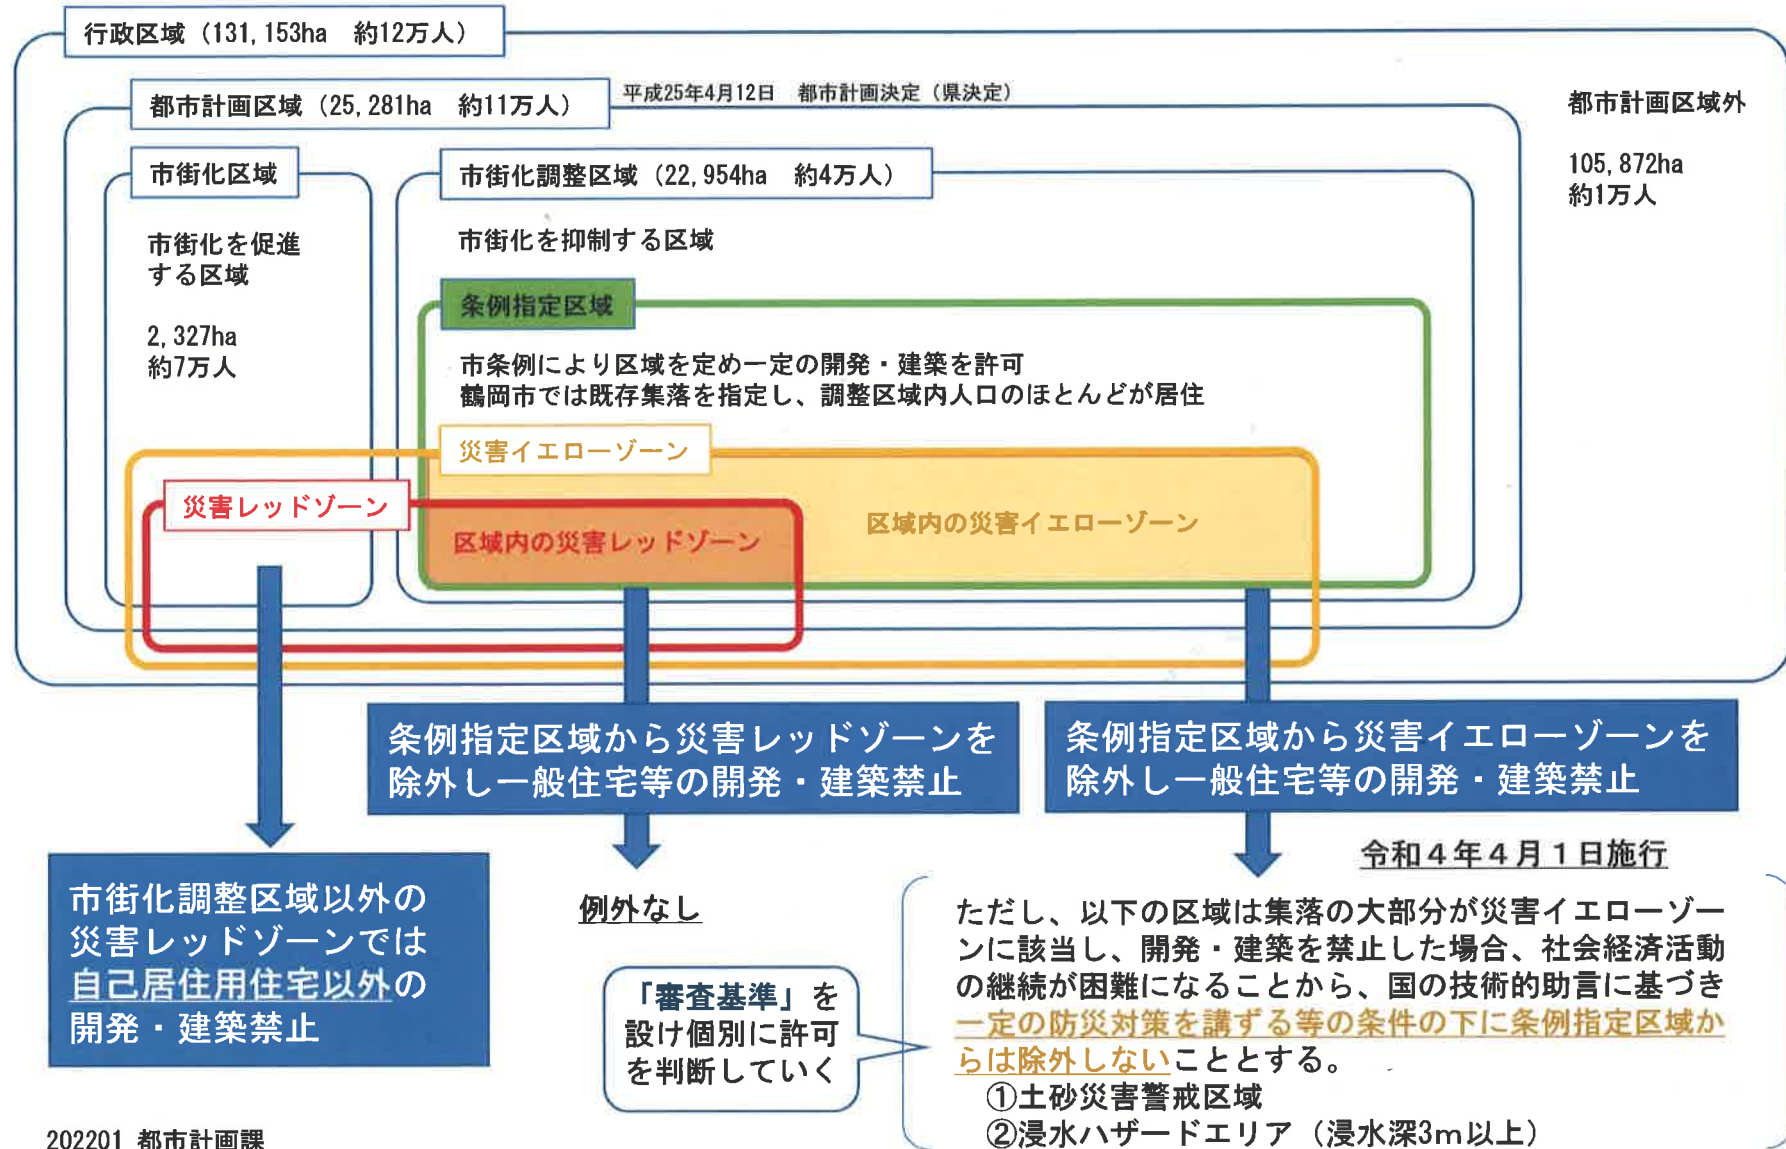 行政区域（131,153ha　約12万人）
都市計画区域（25,281ha　約11万人）
平成25年4月12日　都市計画決定（県決定）
都市計画区域外
105,872ha
約1万人
市街化区域
市街化を促進
する区域
2,327ha
約7万人
市街化調整区域（22,954ha　約4万人）
市街化を抑制する区域
条例指定区域
市条例により区域を定め一定の開発・建築を許可
鶴岡市では既存集落を指定し、調整区域内人口のほとんどが居住
災害イエローゾーン
災害レッドゾーン
区域内の災害レッドゾーン
区域内の災害イエローゾーン
条例指定区域から災害レッドゾーンを
除外し一般住宅等の開発・建築禁止
条例指定区域から災害イエローゾーンを
除外し一般住宅等の開発・建築禁止
令和４年４月１日施行
市街化調整区域以外の
災害レッドゾーンでは
自己居住用住宅以外の
開発・建築禁止
例外なし
「審査基準」を
設け個別に許可
を判断していく
ただし、以下の区域は集落の大部分が災害イエローゾー
ンに該当し、開発・建築を禁止した場合、社会経済活動
の継続が困難になることから、国の技術的助言に基づき
一定の防災対策を講ずる等の条件の下に条例指定区域か
らは除外しないこととする。
①土砂災害警戒区域
②浸水ハザードエリア（浸水深3ｍ以上）
202201 都市計画課